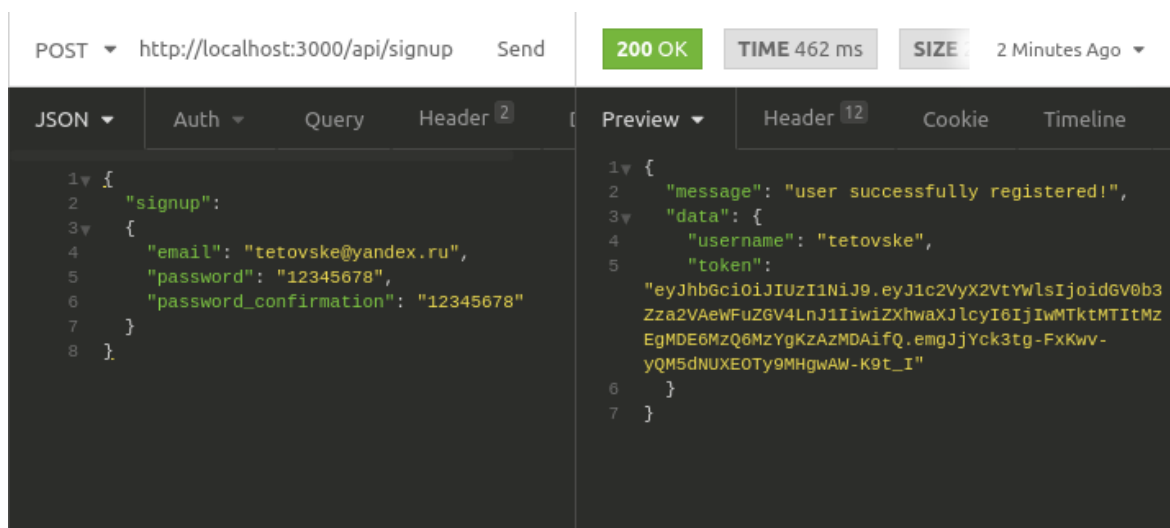 POST http://localhost:3000/api/signup Send
200 OK TIME 462 ms SIZE 2 Minutes Ago
JSON Auth Query Header 2
Preview Header 12 Cookie Timeline
1 {
2 "signup":
3 {
4 "email": "tetovske@yandex.ru",
5 "password": "12345678",
6 "password_confirmation": "12345678"
7 }
8 }
1 {
2 "message": "user successfully registered!",
3 "data": {
4 "username": "tetovske",
5 "token":
"eyJhbGciOiJIUzI1NiJ9.eyJ1c2VyX2VtYWlsIjoidGV0b3
Zza2VAeWFuZGV4LnJ1IiwiZXhwaXJlcyI6IjIwMTktMTItMz
EgMDE6MzQ6MzYgKzAzMDAifQ.emgJjYck3tg-FxKwv-
yQM5dNUXEOTy9MHgwAW-K9t_I"
6 }
7 }